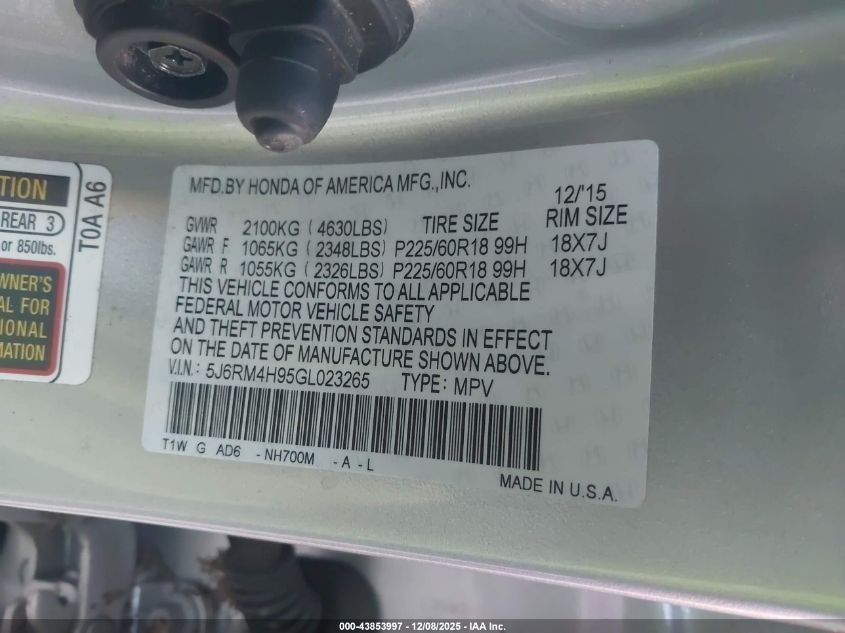 TION
REAR 3
or 850lbs.
WNER'S
AL FOR
IONAL
MATION
T0A A6
MFD.BY HONDA OF AMERICA MFG.,INC.
12/'15
GVWR 2100KG (4630LBS) TIRE SIZE RIM SIZE
GAWR F 1065KG (2348LBS) P225/60R18 99H 18X7J
GAWR R 1055KG (2326LBS) P225/60R18 99H 18X7J
THIS VEHICLE CONFORMS TO ALL APPLICABLE
FEDERAL MOTOR VEHICLE SAFETY
AND THEFT PREVENTION STANDARDS IN EFFECT
ON THE DATE OF MANUFACTURE SHOWN ABOVE.
V.I.N.: 5J6RM4H95GL023265 TYPE: MPV
T1W G AD6 -NH700M -A-L
MADE IN U.S.A.
000-43853997 - 12/08/2025 - IAA Inc.